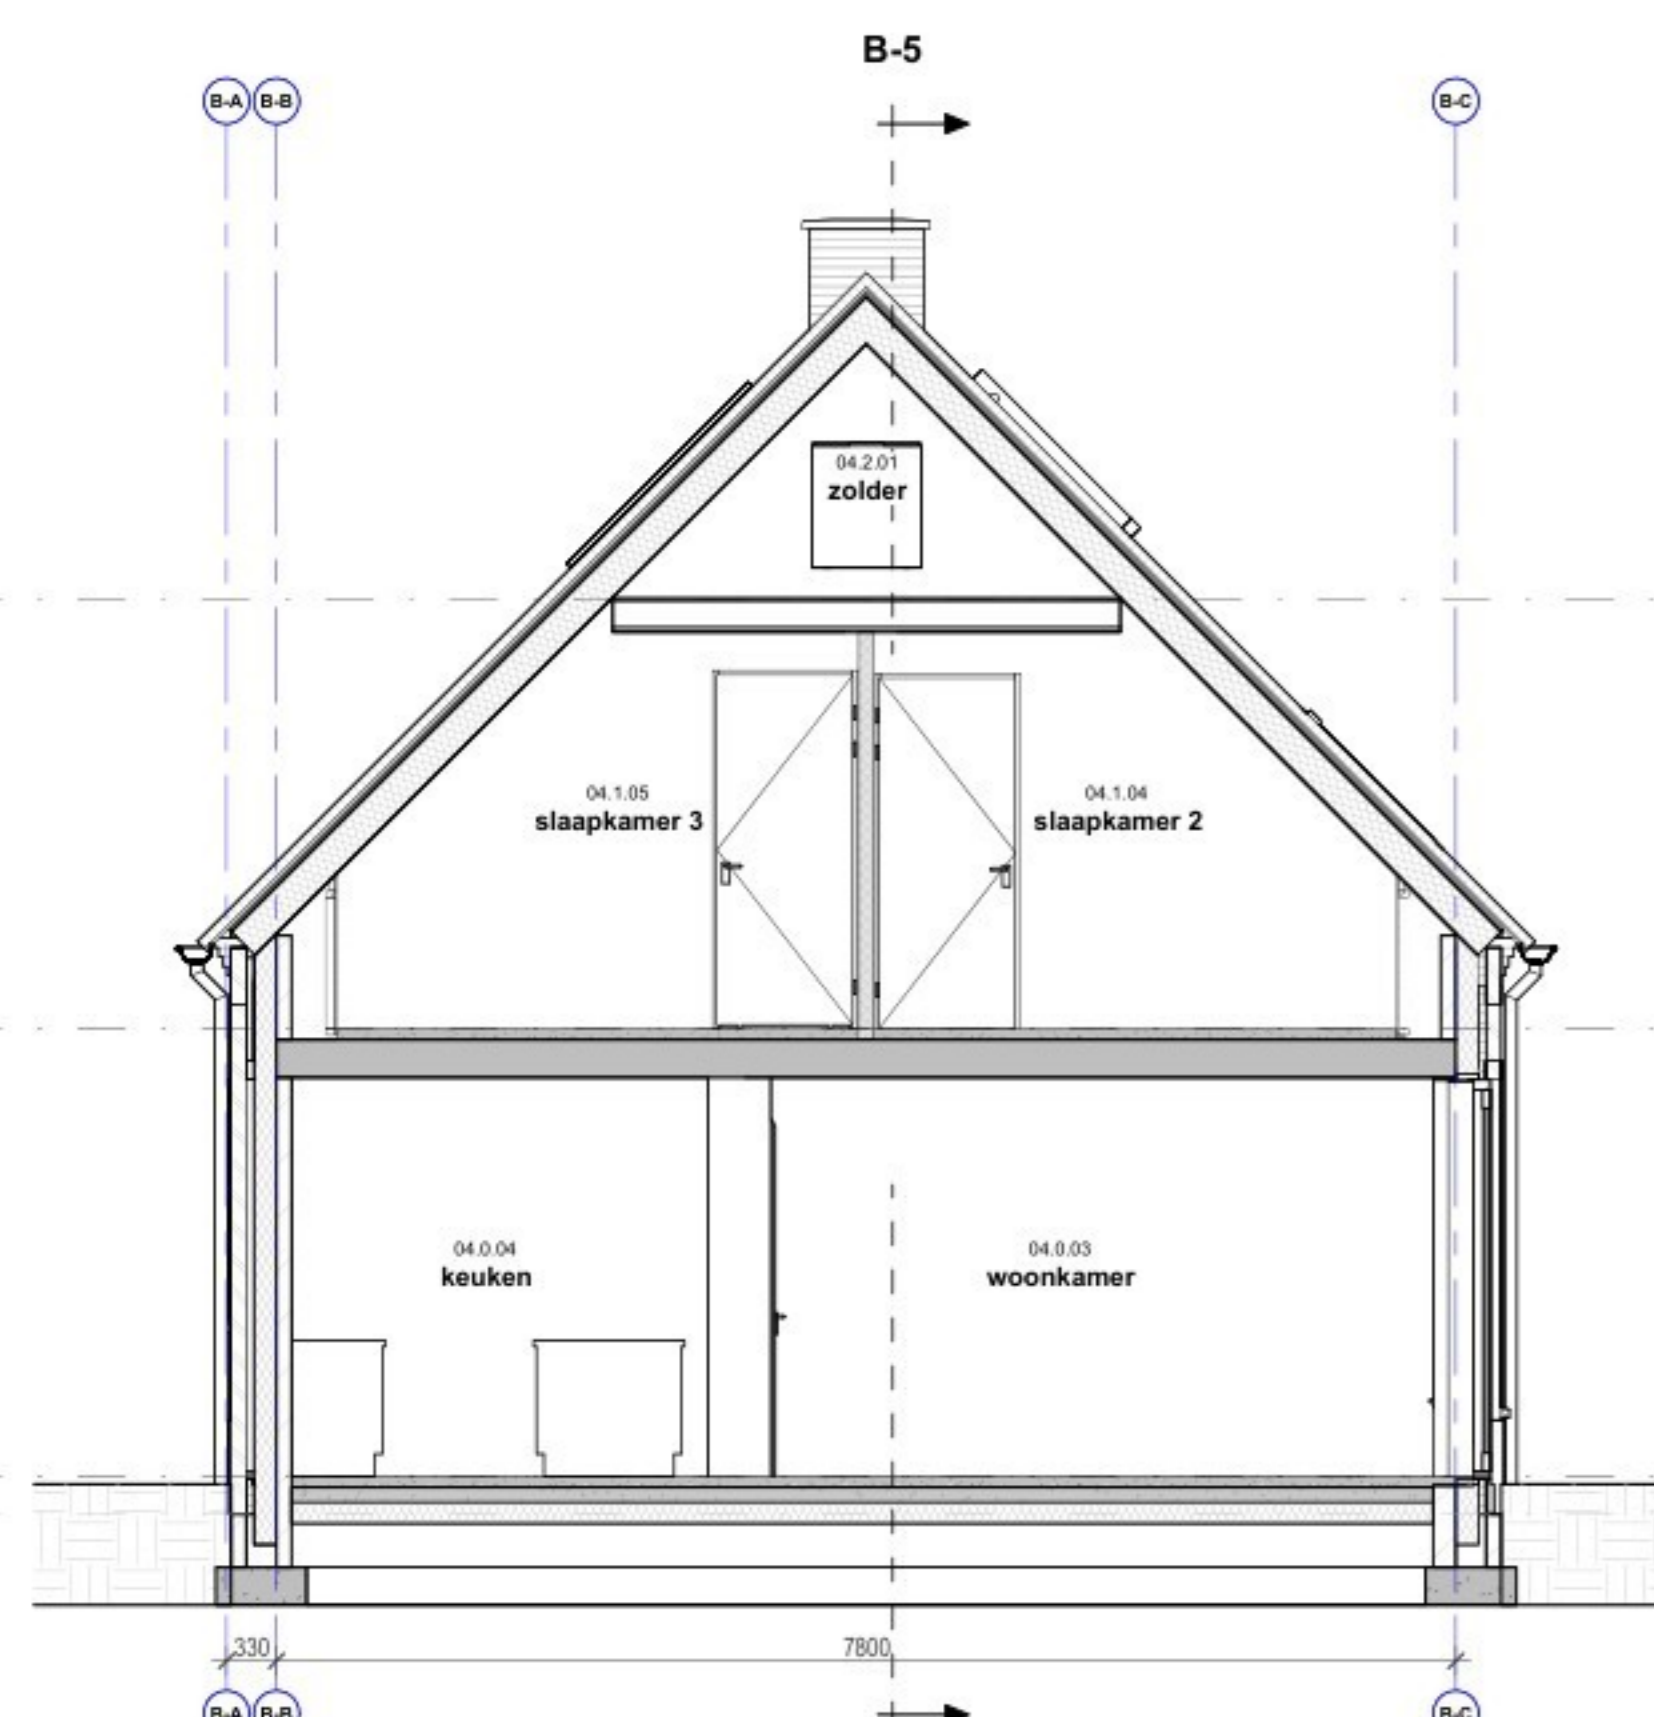 B-5
B-A B-B B-C
04.2.01
zolder
04.1.05
slaapkamer 3
04.1.04
slaapkamer 2
04.0.04
keuken
04.0.03
woonkamer
330 7800
B-A B-B B-C